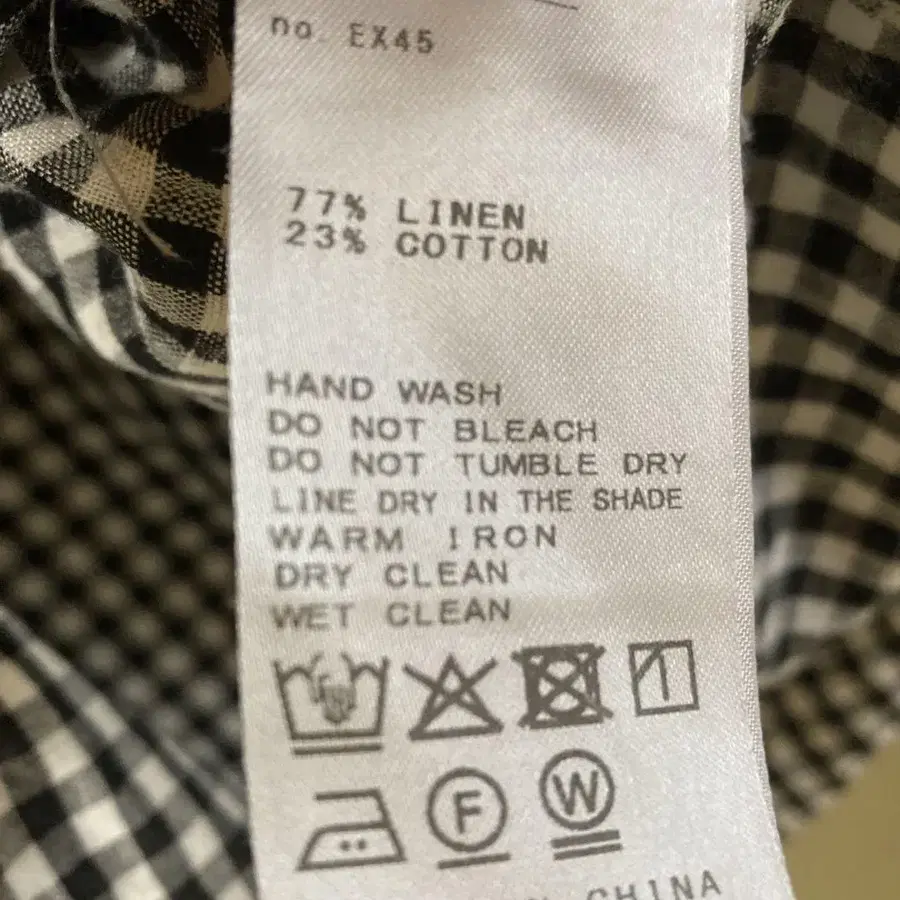 no. EX45
77% LINEN
23% COTTON
HAND WASH
DO NOT BLEACH
DO NOT TUMBLE DRY
LINE DRY IN THE SHADE
WARM IRON
DRY CLEAN
WET CLEAN
F W
CHINA